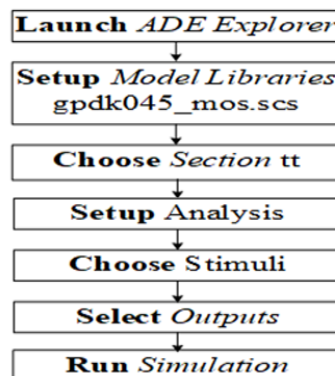 Launch ADE Explorer
Setup Model Libraries
gpdk045_mos.scs
Choose Section tt
Setup Analysis
Choose Stimuli
Select Outputs
Run Simulation